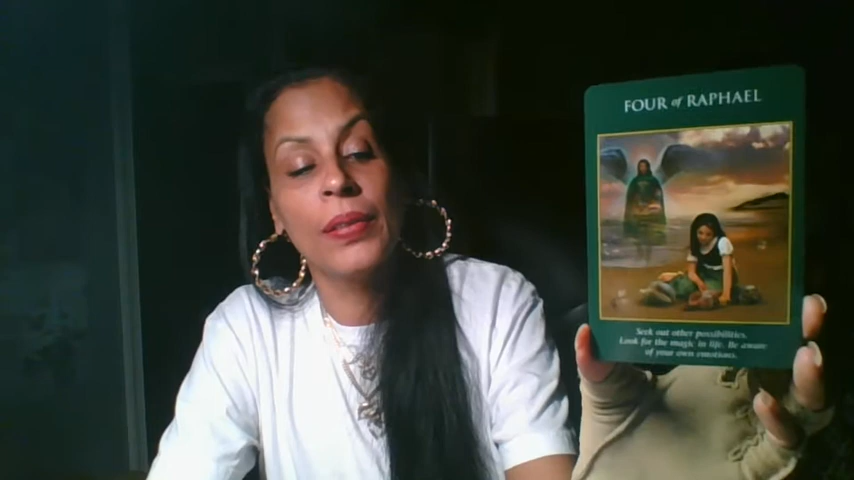 FOUR of RAPHAEL
Seek out other possibilities.
Look for the magic in life. Be aware
of your own emotions.